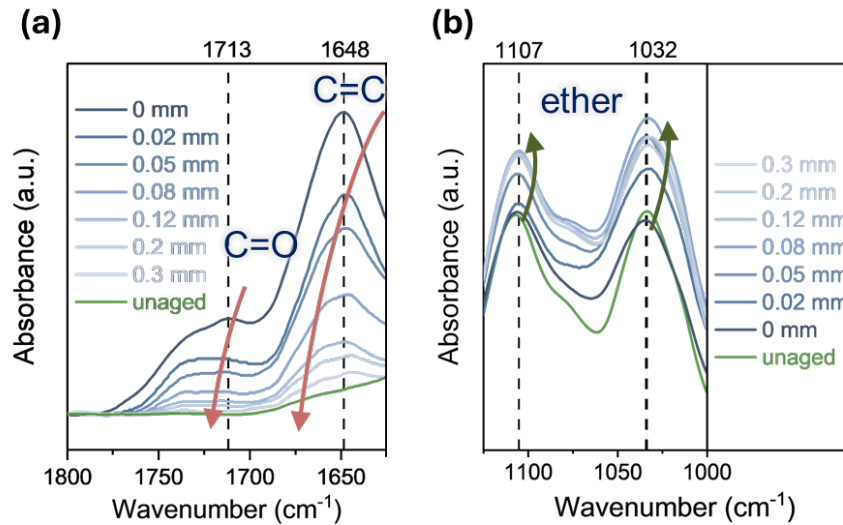 (a)
1713 1648
C=C
0 mm
0.02 mm
0.05 mm
0.08 mm
0.12 mm
0.2 mm
0.3 mm
unaged
C=O
Absorbance (a.u.)
1800 1750 1700 1650
Wavenumber (cm⁻¹)
(b)
1107 1032
ether
0.3 mm
0.2 mm
0.12 mm
0.08 mm
0.05 mm
0.02 mm
0 mm
unaged
Absorbance (a.u.)
1100 1050 1000
Wavenumber (cm⁻¹)